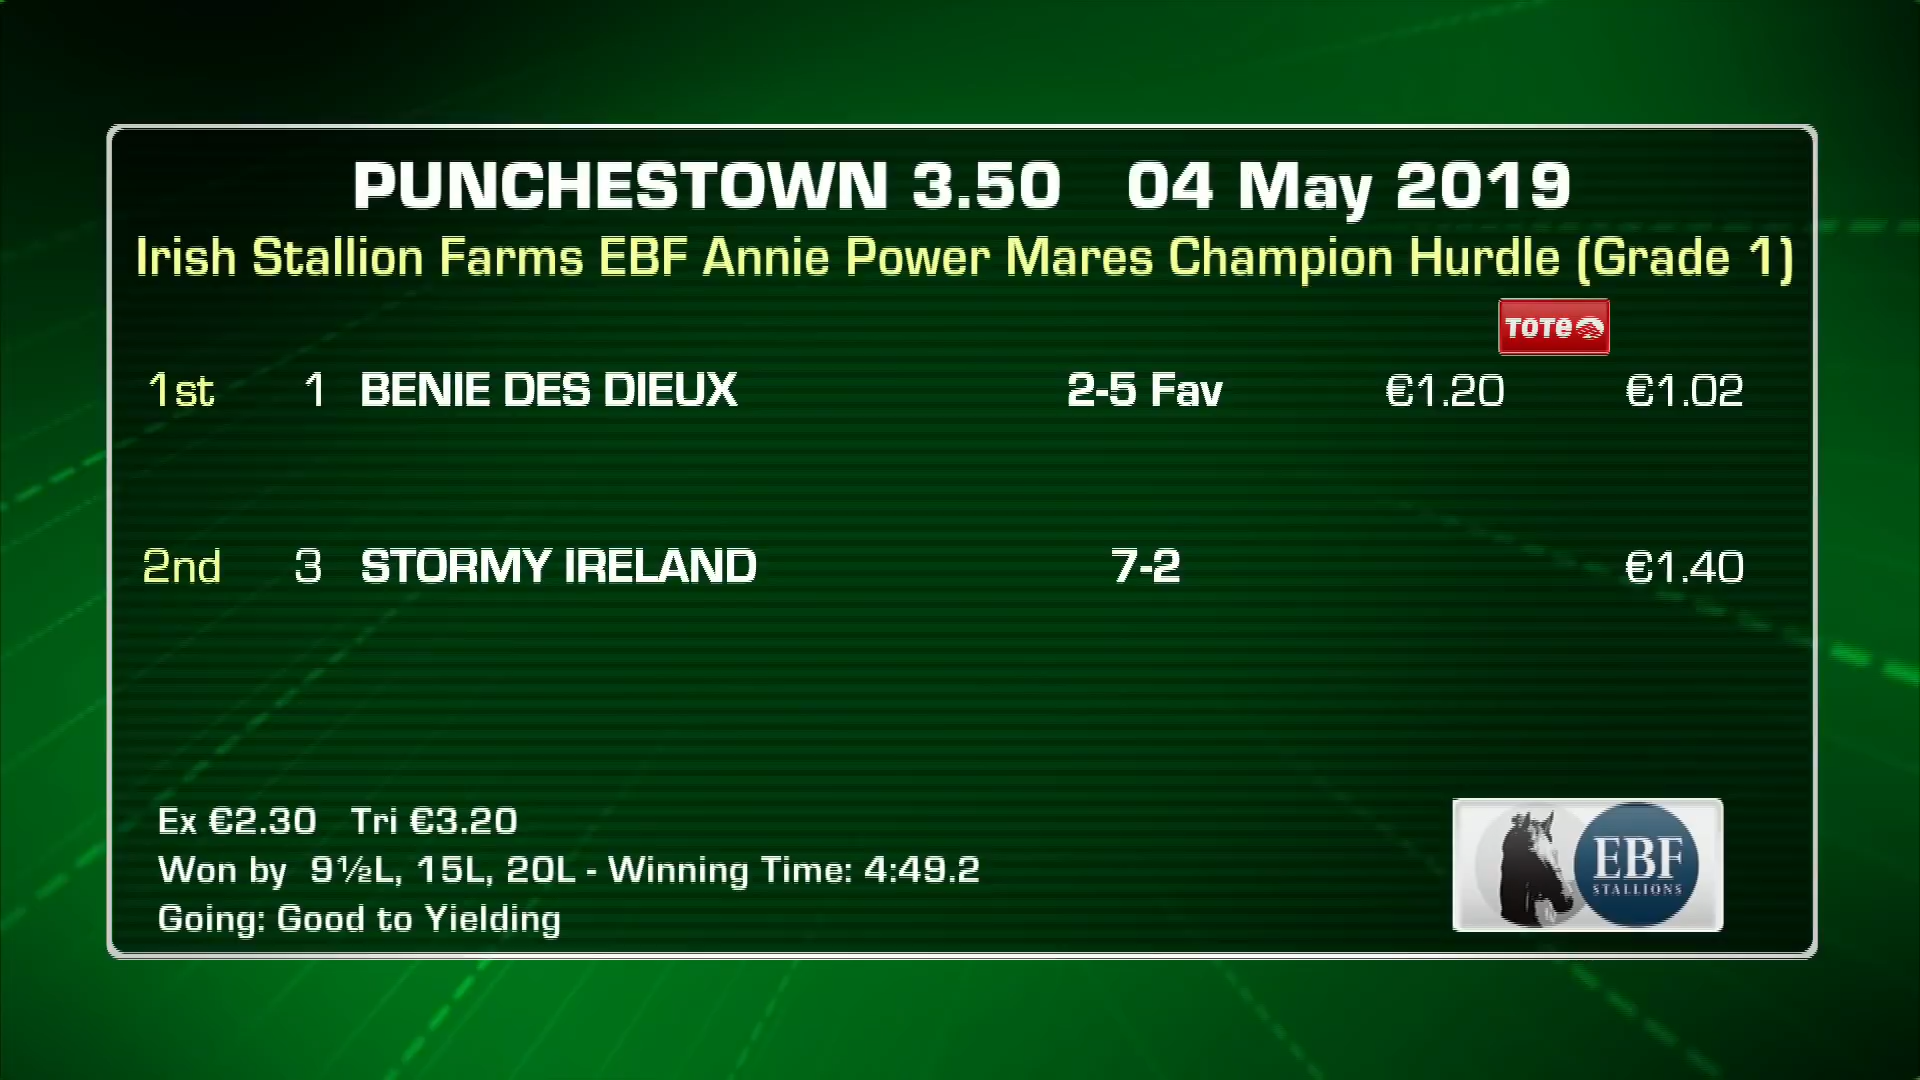 PUNCHESTOWN 3.50 04 May 2019
Irish Stallion Farms EBF Annie Power Mares Champion Hurdle (Grade 1)
TOTE
1st 1 BENIE DES DIEUX 2-5 Fav €1.20 €1.02
2nd 3 STORMY IRELAND 7-2 €1.40
Ex €2.30 Tri €3.20
Won by 9½L, 15L, 20L - Winning Time: 4:49.2
Going: Good to Yielding
EBF
STALLIONS